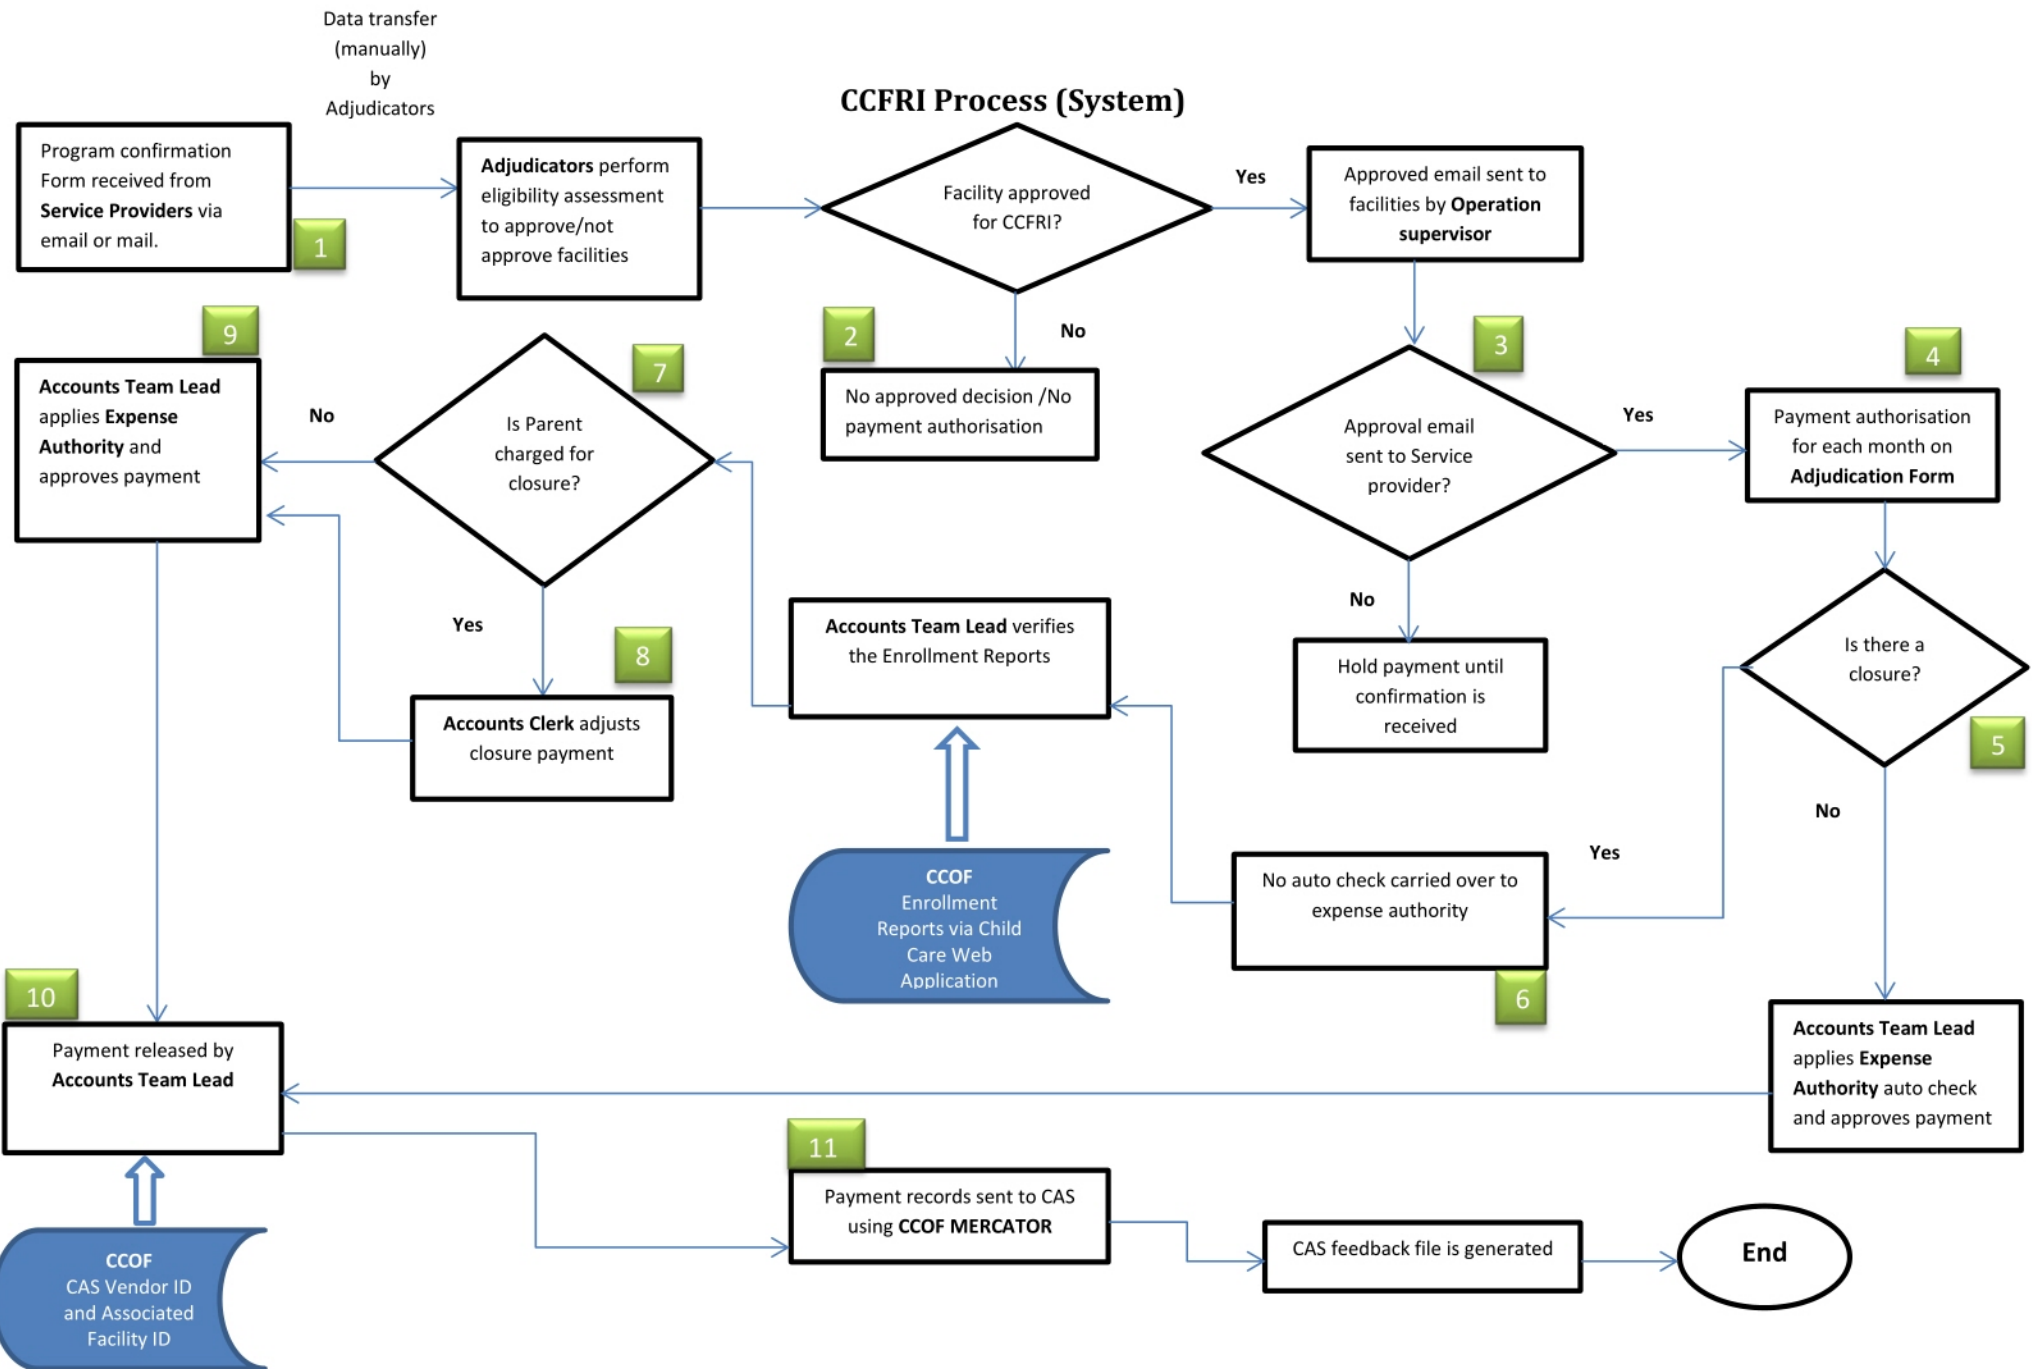 Data transfer
(manually)
by
Adjudicators
CCFRI Process (System)
Program confirmation
Form received from
Service Providers via
email or mail.
1
Adjudicators perform
eligibility assessment
to approve/not
approve facilities
Facility approved
for CCFRI?
Yes
Approved email sent to
facilities by Operation
supervisor
No
2
No approved decision /No
payment authorisation
3
Approval email
sent to Service
provider?
Yes
4
Payment authorisation
for each month on
Adjudication Form
No
Hold payment until
confirmation is
received
Is there a
closure?
5
No
Yes
No auto check carried over to
expense authority
6
Accounts Team Lead verifies
the Enrollment Reports
CCOF
Enrollment
Reports via Child
Care Web
Application
7
Is Parent
charged for
closure?
No
Yes
8
Accounts Clerk adjusts
closure payment
9
Accounts Team Lead
applies Expense
Authority and
approves payment
Accounts Team Lead
applies Expense
Authority auto check
and approves payment
10
Payment released by
Accounts Team Lead
CCOF
CAS Vendor ID
and Associated
Facility ID
11
Payment records sent to CAS
using CCOF MERCATOR
CAS feedback file is generated
End